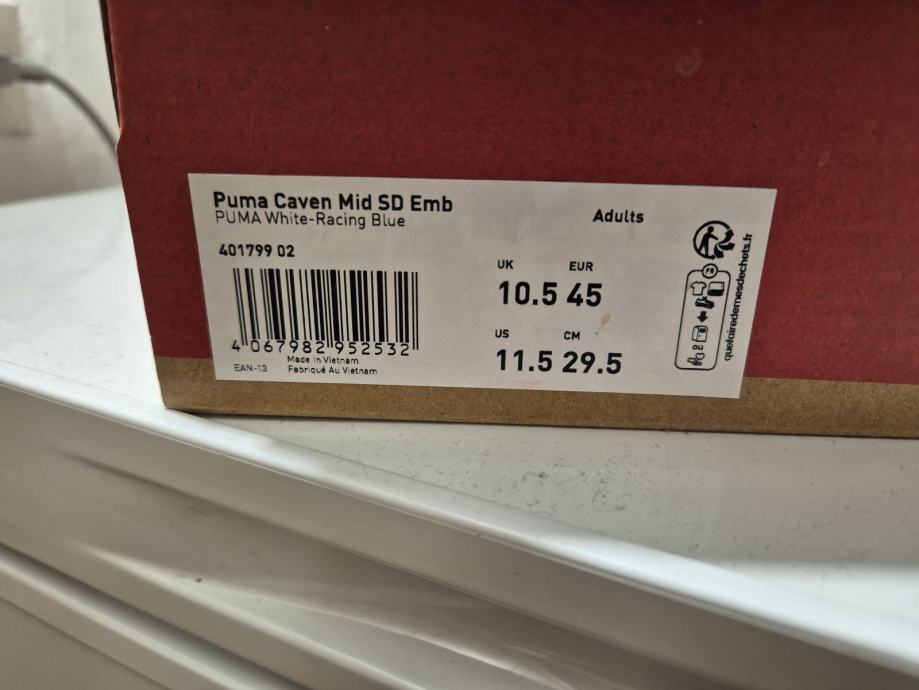 Puma Caven Mid SD Emb
PUMA White-Racing Blue
Adults
401799 02
UK EUR
10.5 45
US CM
11.5 29.5
4 067982 952532
EAN-13
Made in Vietnam
Fabriqué Au Vietnam
quefairedemesdechets.fr
FR